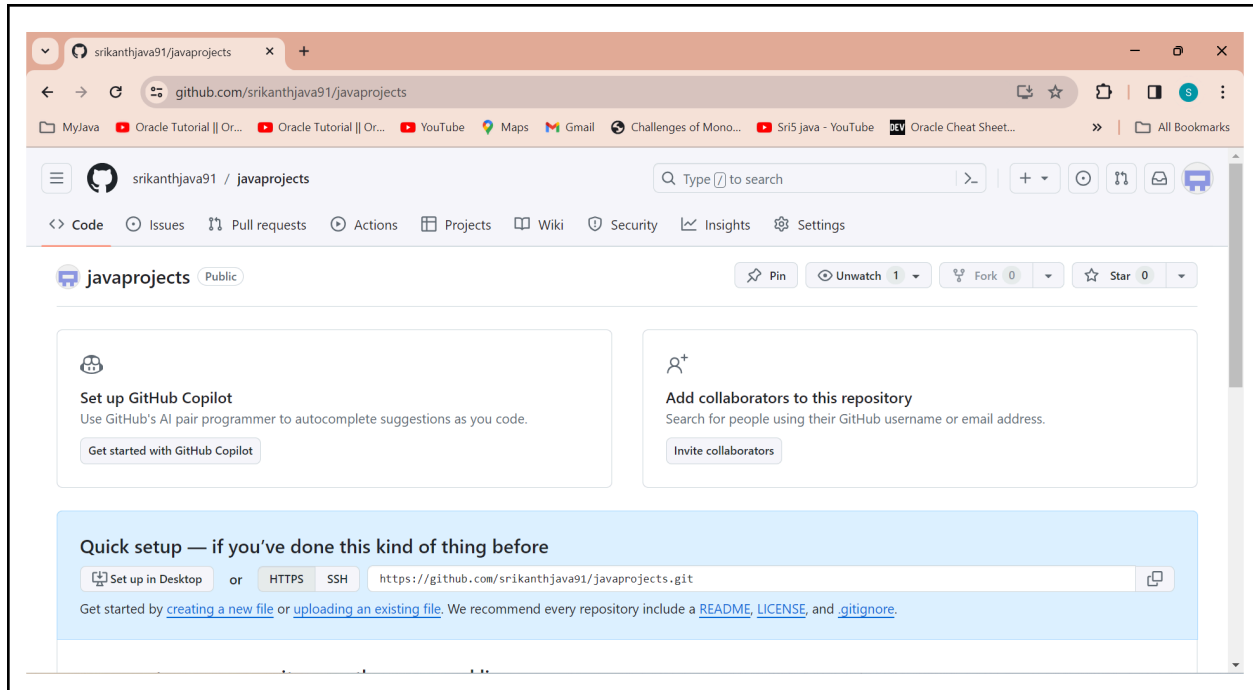 srikanthjava91/javaprojects
github.com/srikanthjava91/javaprojects
S
MyJava Oracle Tutorial || Or... Oracle Tutorial || Or... YouTube Maps Gmail Challenges of Mono... Sri5 java - YouTube DEV Oracle Cheat Sheet... » All Bookmarks
srikanthjava91 / javaprojects Type / to search
<> Code Issues Pull requests Actions Projects Wiki Security Insights Settings
javaprojects Public Pin Unwatch 1 Fork 0 Star 0
Set up GitHub Copilot
Use GitHub's AI pair programmer to autocomplete suggestions as you code.
Get started with GitHub Copilot
Add collaborators to this repository
Search for people using their GitHub username or email address.
Invite collaborators
Quick setup — if you've done this kind of thing before
Set up in Desktop or HTTPS SSH https://github.com/srikanthjava91/javaprojects.git
Get started by creating a new file or uploading an existing file. We recommend every repository include a README, LICENSE, and .gitignore.